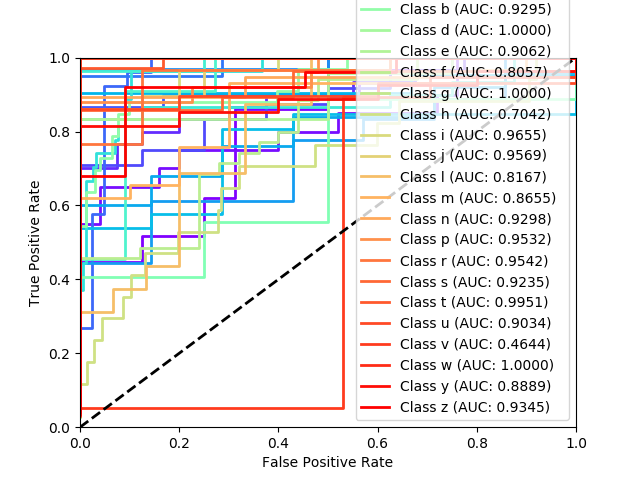 Class b (AUC: 0.9295)
Class d (AUC: 1.0000)
Class e (AUC: 0.9062)
Class f (AUC: 0.8057)
Class g (AUC: 1.0000)
Class h (AUC: 0.7042)
Class i (AUC: 0.9655)
Class j (AUC: 0.9569)
Class l (AUC: 0.8167)
Class m (AUC: 0.8655)
Class n (AUC: 0.9298)
Class p (AUC: 0.9532)
Class r (AUC: 0.9542)
Class s (AUC: 0.9235)
Class t (AUC: 0.9951)
Class u (AUC: 0.9034)
Class v (AUC: 0.4644)
Class w (AUC: 1.0000)
Class y (AUC: 0.8889)
Class z (AUC: 0.9345)
True Positive Rate
1.0
0.8
0.6
0.4
0.2
0.0
0.0 0.2 0.4 0.6 0.8 1.0
False Positive Rate